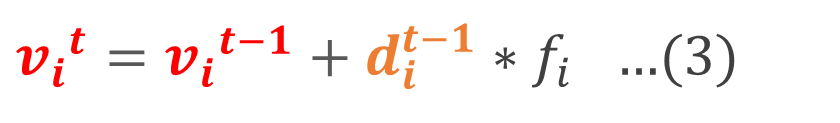 v_i^t = v_i^{t-1} + d_i^{t-1} * f_i ...(3)